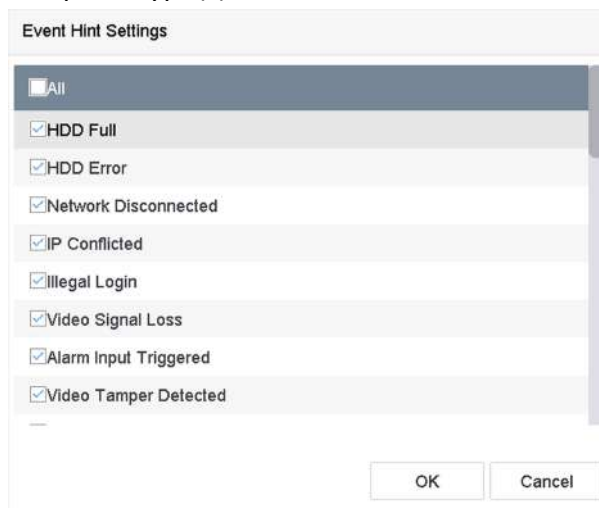 Event Hint Settings
All
HDD Full
HDD Error
Network Disconnected
IP Conflicted
Illegal Login
Video Signal Loss
Alarm Input Triggered
Video Tamper Detected
OK Cancel